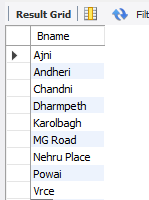 Result Grid Filt
Bname
Ajni
Andheri
Chandni
Dharmpeth
Karolbagh
MG Road
Nehru Place
Powai
Vrce